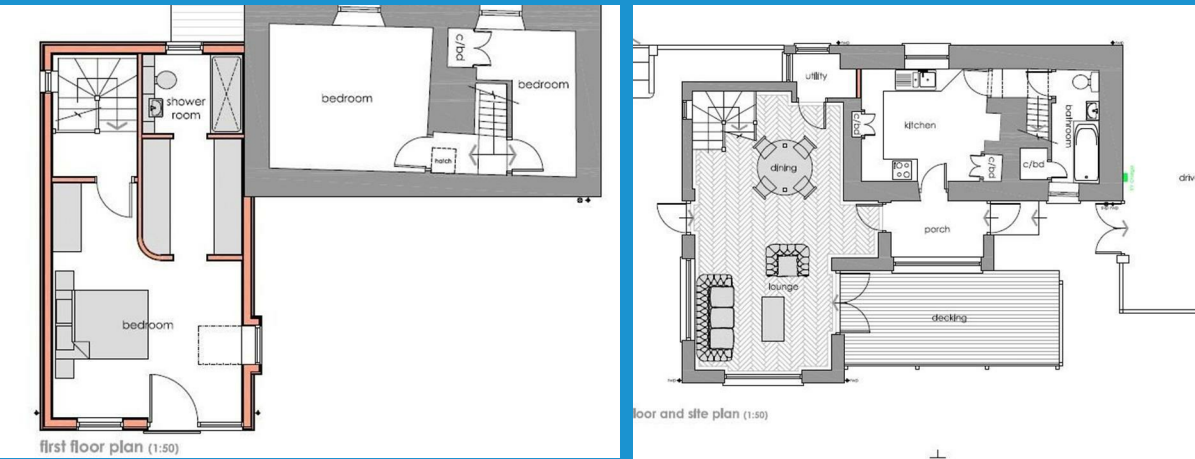 c/bd
bedroom
bedroom
shower
room
hatch
bedroom
first floor plan (1:50)
utility
c/bd
kitchen
bathroom
dining
c/bd
c/bd
porch
lounge
decking
driv
loor and site plan (1:50)